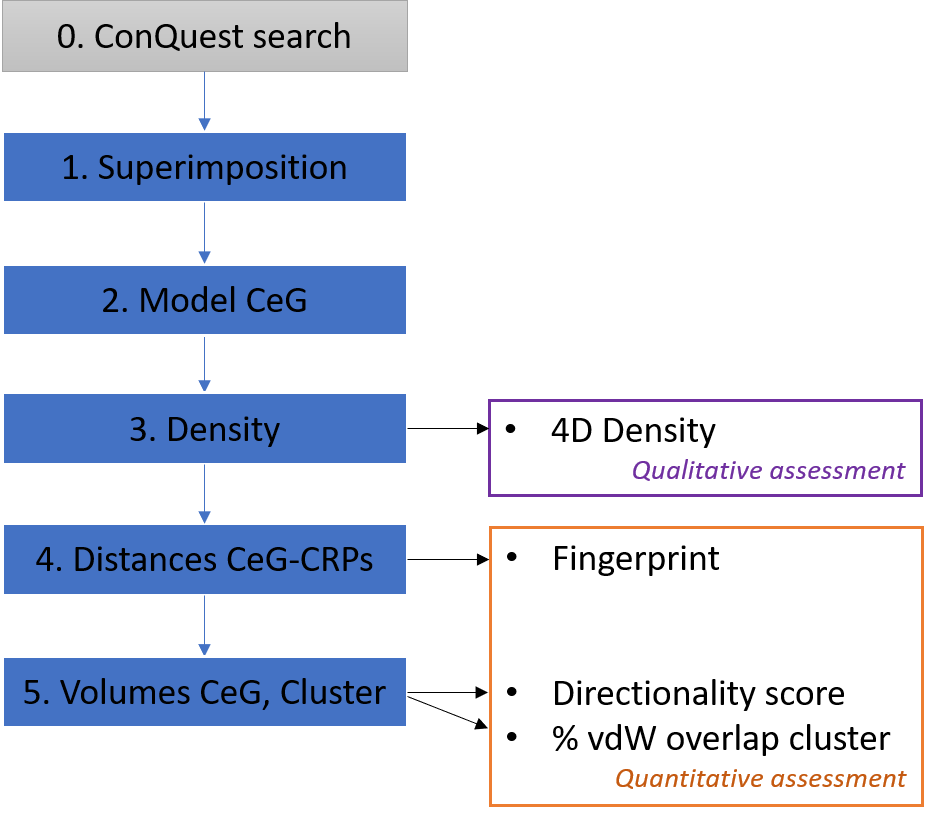 0. ConQuest search
1. Superimposition
2. Model CeG
3. Density
• 4D Density
Qualitative assessment
4. Distances CeG-CRPs
• Fingerprint
5. Volumes CeG, Cluster
• Directionality score
• % vdW overlap cluster
Quantitative assessment